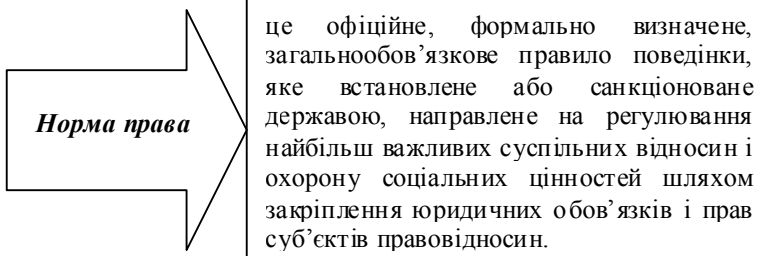 Норма права
це офіційне, формально визначене,
загальнообов’язкове правило поведінки,
яке встановлене або санкціоноване
державою, направлене на регулювання
найбільш важливих суспільних відносин і
охорону соціальних цінностей шляхом
закріплення юридичних обов’язків і прав
суб’єктів правовідносин.